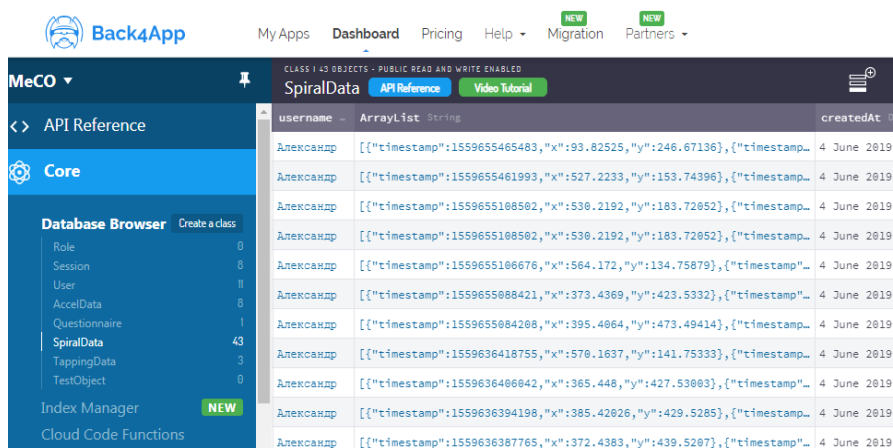 Back4App
My Apps Dashboard Pricing Help NEW Migration NEW Partners
MeCO
CLASS | 43 OBJECTS - PUBLIC READ AND WRITE ENABLED
SpiralData API Reference Video Tutorial
API Reference
Core
Database Browser Create a class
Role 0
Session 8
User 11
AccelData 8
Questionnaire 1
SpiralData 43
TappingData 3
TestObject 0
Index Manager NEW
Cloud Code Functions
username ArrayList String createdAt
Александр [{"timestamp":1559655465483,"x":93.82525,"y":246.67136},{"timestamp… 4 June 2019
Александр [{"timestamp":1559655461993,"x":527.2233,"y":153.74396},{"timestamp… 4 June 2019
Александр [{"timestamp":1559655108502,"x":530.2192,"y":183.72052},{"timestamp… 4 June 2019
Александр [{"timestamp":1559655108502,"x":530.2192,"y":183.72052},{"timestamp… 4 June 2019
Александр [{"timestamp":1559655106676,"x":564.172,"y":134.75879},{"timestamp"… 4 June 2019
Александр [{"timestamp":1559655088421,"x":373.4369,"y":423.5332},{"timestamp"… 4 June 2019
Александр [{"timestamp":1559655084208,"x":395.4064,"y":473.49414},{"timestamp… 4 June 2019
Александр [{"timestamp":1559636418755,"x":570.1637,"y":141.75333},{"timestamp… 4 June 2019
Александр [{"timestamp":1559636406042,"x":365.448,"y":427.53003},{"timestamp"… 4 June 2019
Александр [{"timestamp":1559636394198,"x":385.42026,"y":429.5285},{"timestamp… 4 June 2019
Александр [{"timestamp":1559636387765,"x":372.4383,"y":439.5207},{"timestamp"… 4 June 2019